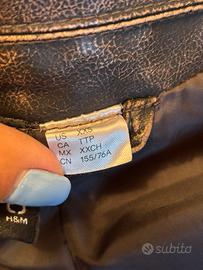 US XXS
CA TTP
MX XXCH
CN 155/76A
H&M
subito